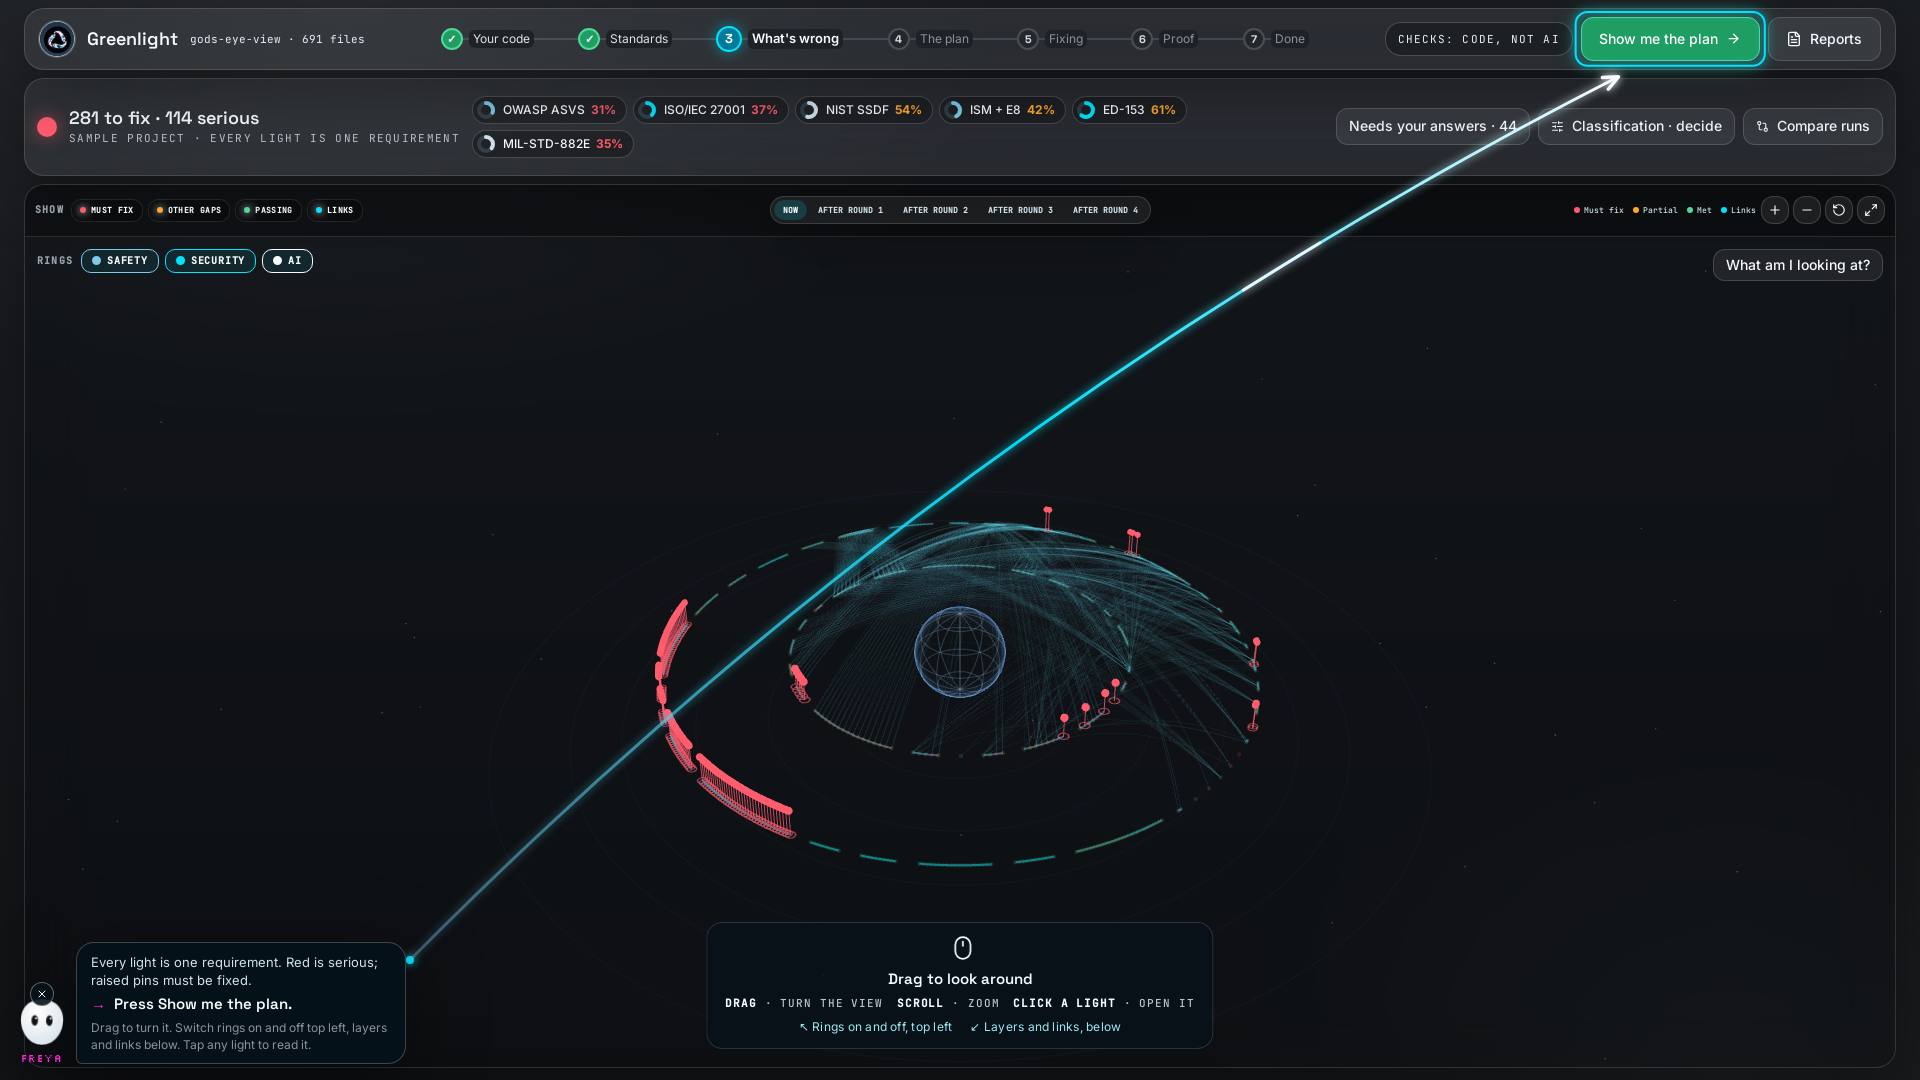 Greenlight gods-eye-view · 691 files
✓ Your code ✓ Standards 3 What's wrong 4 The plan 5 Fixing 6 Proof 7 Done
CHECKS: CODE, NOT AI Show me the plan → Reports
281 to fix · 114 serious
SAMPLE PROJECT · EVERY LIGHT IS ONE REQUIREMENT
OWASP ASVS 31% ISO/IEC 27001 37% NIST SSDF 54% ISM + E8 42% ED-153 61%
MIL-STD-882E 35%
Needs your answers · 44 Classification · decide Compare runs
SHOW MUST FIX OTHER GAPS PASSING LINKS
NOW AFTER ROUND 1 AFTER ROUND 2 AFTER ROUND 3 AFTER ROUND 4
Must fix Partial Met Links
RINGS SAFETY SECURITY AI
What am I looking at?
Every light is one requirement. Red is serious;
raised pins must be fixed.
→ Press Show me the plan.
Drag to turn it. Switch rings on and off top left, layers
and links below. Tap any light to read it.
FREYA
Drag to look around
DRAG · TURN THE VIEW SCROLL · ZOOM CLICK A LIGHT · OPEN IT
↖ Rings on and off, top left ↙ Layers and links, below